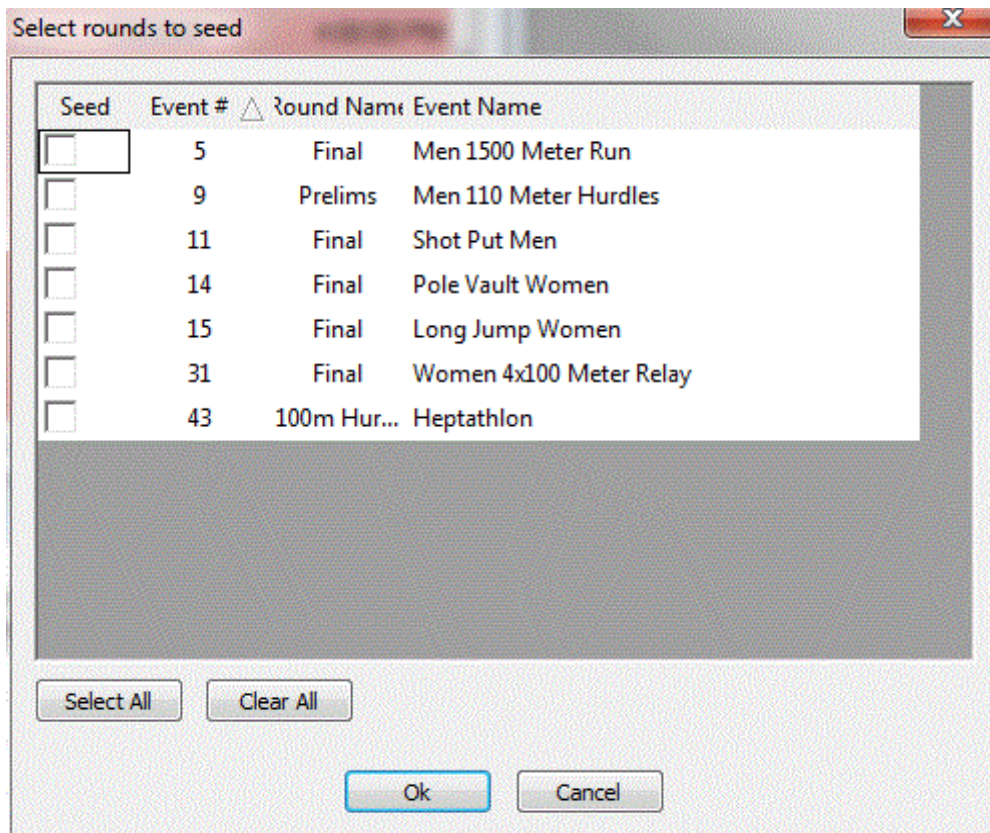 Select rounds to seed
Seed Event # Round Name Event Name
5 Final Men 1500 Meter Run
9 Prelims Men 110 Meter Hurdles
11 Final Shot Put Men
14 Final Pole Vault Women
15 Final Long Jump Women
31 Final Women 4x100 Meter Relay
43 100m Hur... Heptathlon
Select All Clear All
Ok Cancel